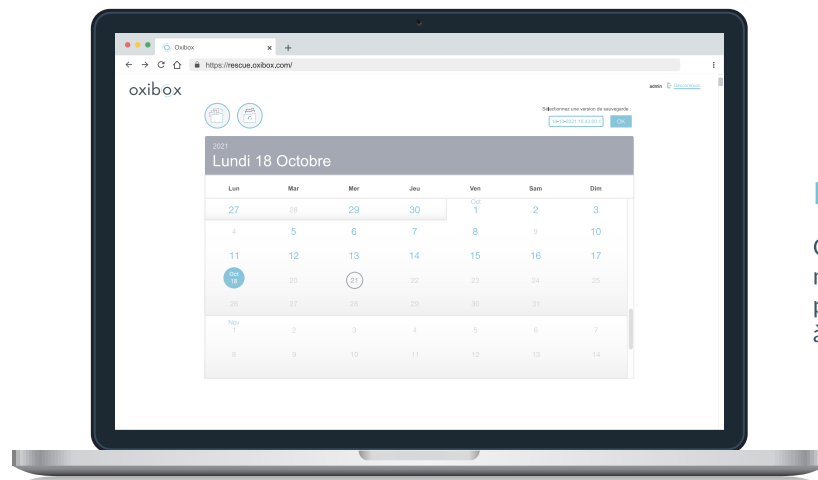 Oxibox
https://rescue.oxibox.com/
oxibox
admin Déconnexion
Sélectionnez une version de sauvegarde :
OK
2021
Lundi 18 Octobre
Lun Mar Mer Jeu Ven Sam Dim
27 28 29 30 Oct 1 2 3
4 5 6 7 8 9 10
11 12 13 14 15 16 17
Oct 18 20 21 22 23 24 25
26 27 28 29 30 31
Nov 1 2 3 4 5 6 7
8 9 10 11 12 13 14
à